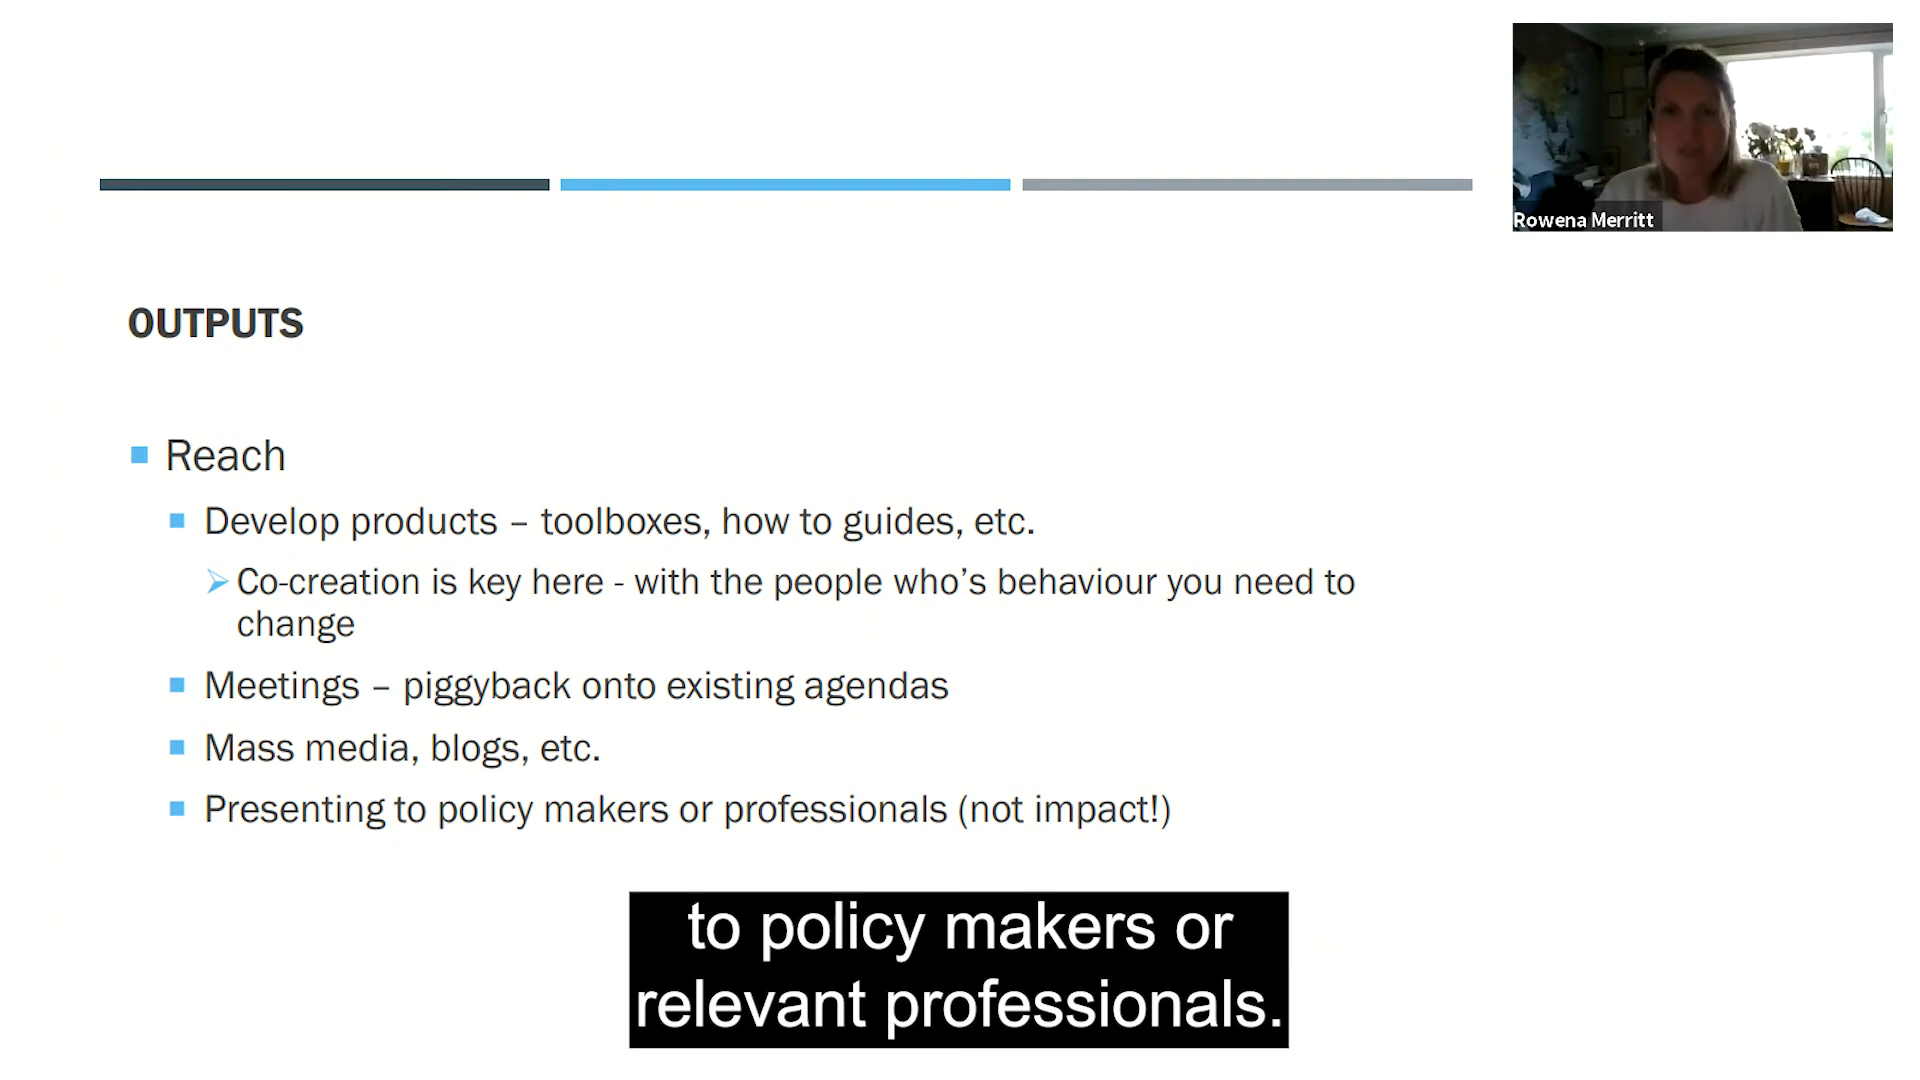 Rowena Merritt
OUTPUTS
Reach
Develop products – toolboxes, how to guides, etc.
Co-creation is key here - with the people who’s behaviour you need to
change
Meetings – piggyback onto existing agendas
Mass media, blogs, etc.
Presenting to policy makers or professionals (not impact!)
to policy makers or
relevant professionals.